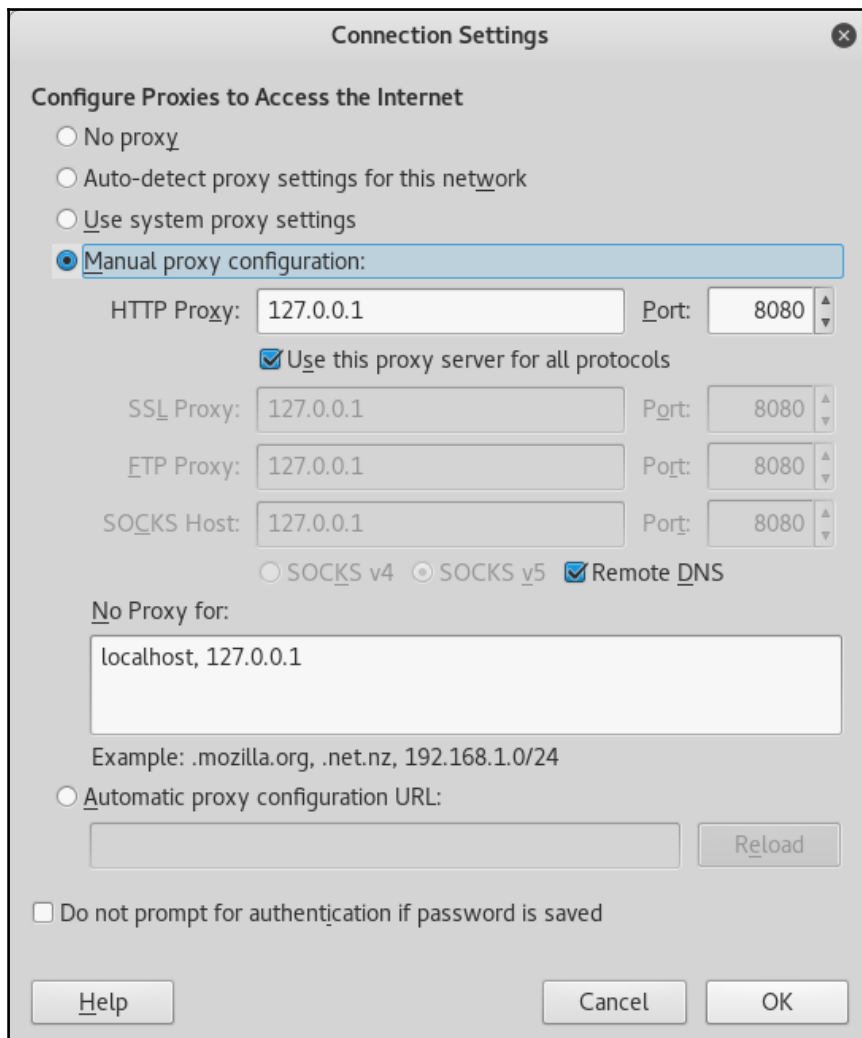 Connection Settings
Configure Proxies to Access the Internet
No proxy
Auto-detect proxy settings for this network
Use system proxy settings
Manual proxy configuration:
HTTP Proxy: 127.0.0.1 Port: 8080
Use this proxy server for all protocols
SSL Proxy: 127.0.0.1 Port: 8080
FTP Proxy: 127.0.0.1 Port: 8080
SOCKS Host: 127.0.0.1 Port: 8080
SOCKS v4 SOCKS v5 Remote DNS
No Proxy for:
localhost, 127.0.0.1
Example: .mozilla.org, .net.nz, 192.168.1.0/24
Automatic proxy configuration URL:
Reload
Do not prompt for authentication if password is saved
Help Cancel OK